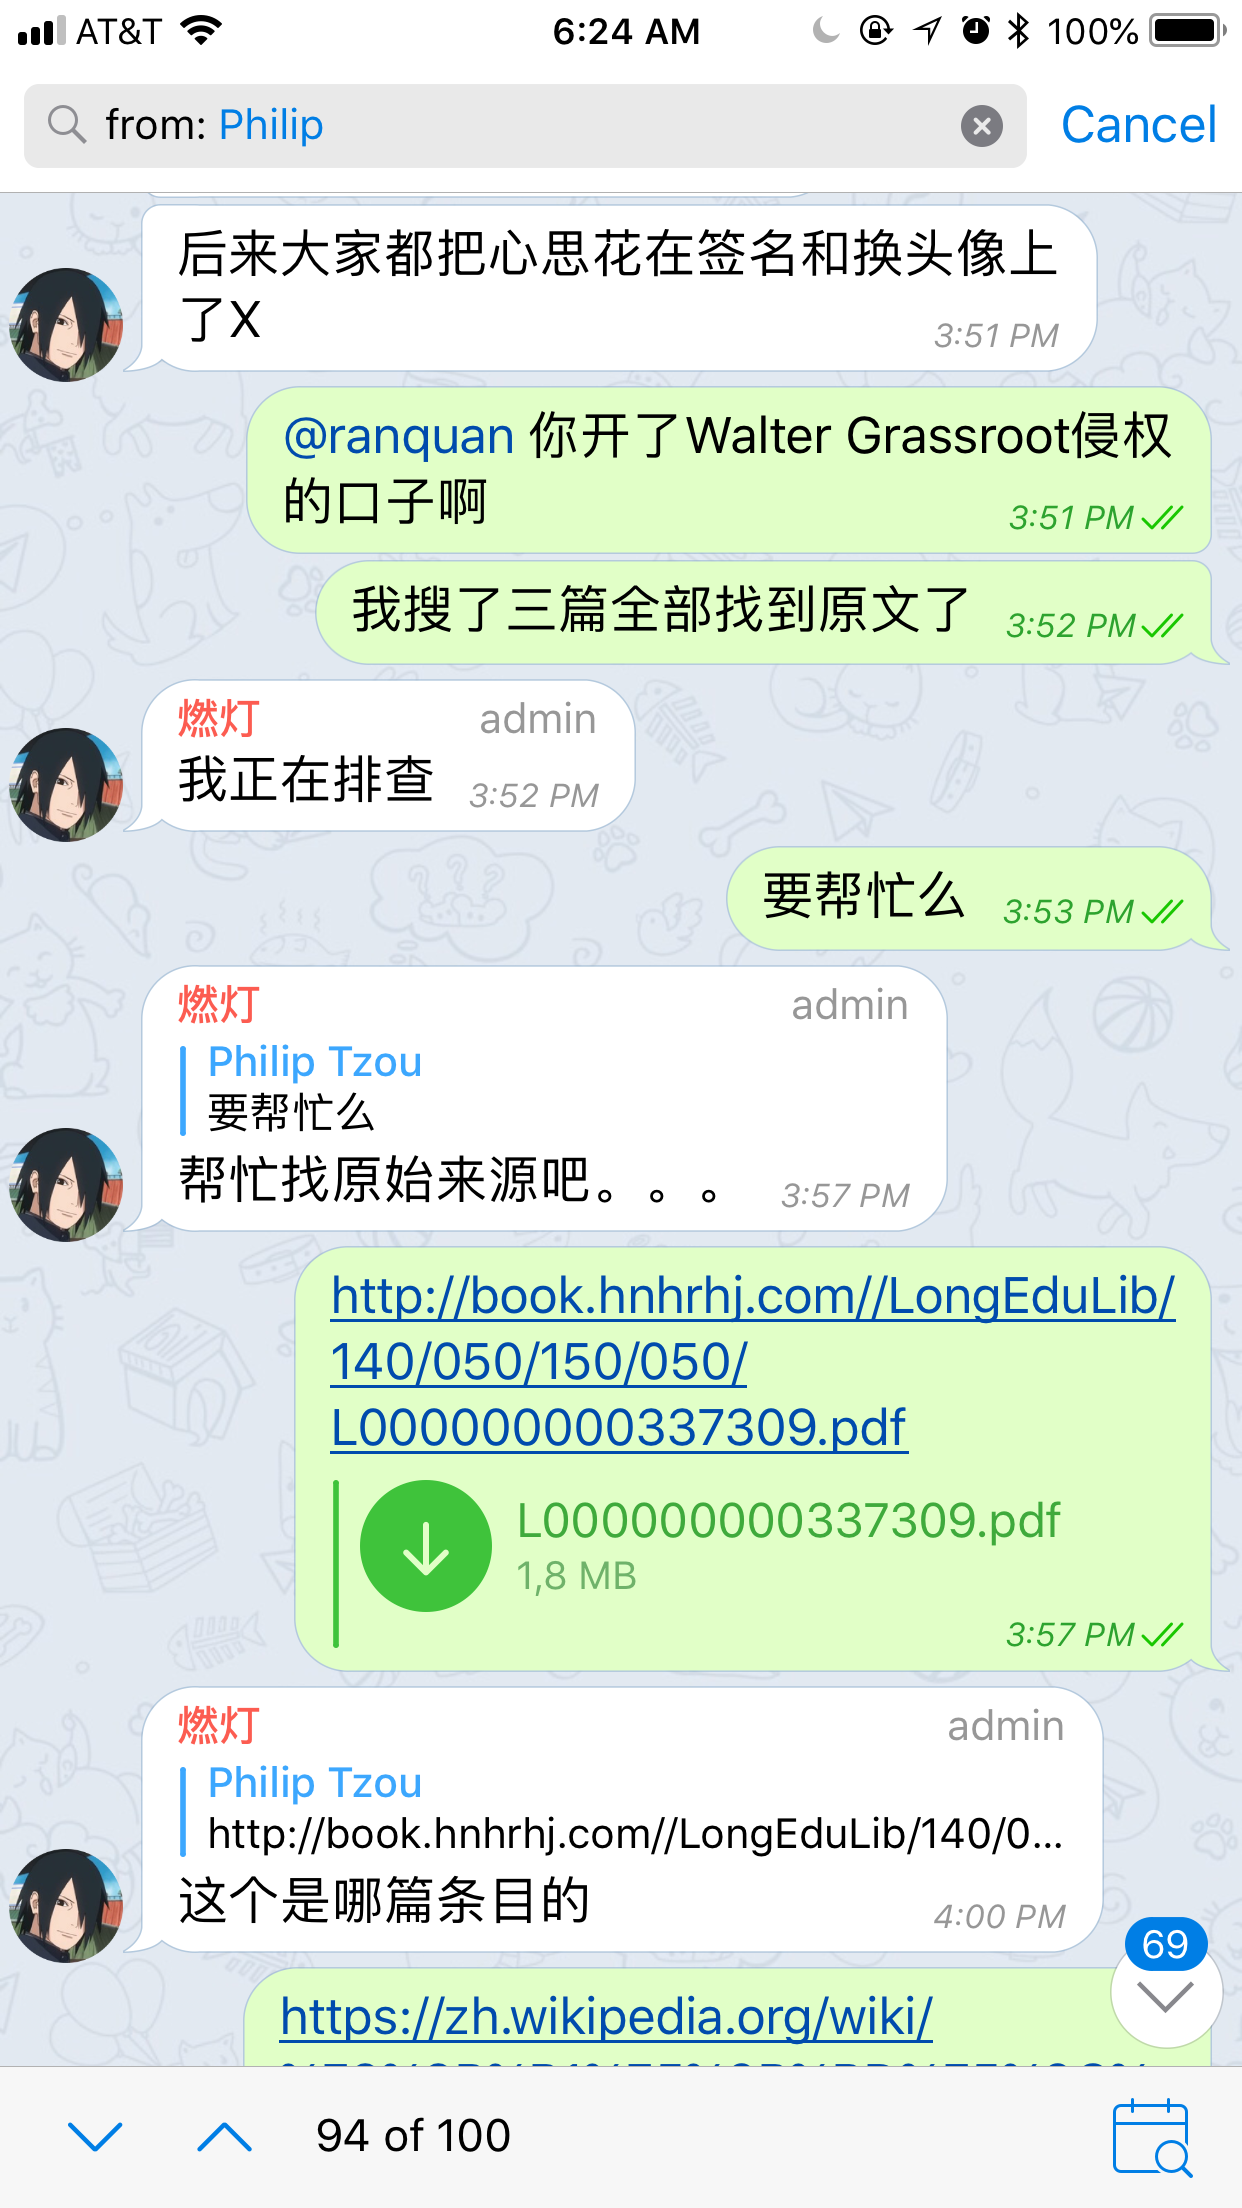 AT&T 6:24 AM 100%
from: Philip Cancel
后来大家都把心思花在签名和换头像上
了X 3:51 PM
@ranquan 你开了Walter Grassroot侵权
的口子啊 3:51 PM
我搜了三篇全部找到原文了 3:52 PM
燃灯 admin
我正在排查 3:52 PM
要帮忙么 3:53 PM
燃灯 admin
Philip Tzou
要帮忙么
帮忙找原始来源吧。。。 3:57 PM
http://book.hnhrhj.com//LongEduLib/
140/050/150/050/
L0000000000337309.pdf
L0000000000337309.pdf
1,8 MB
3:57 PM
燃灯 admin
Philip Tzou
http://book.hnhrhj.com//LongEduLib/140/0...
这个是哪篇条目的 4:00 PM
69
https://zh.wikipedia.org/wiki/
94 of 100